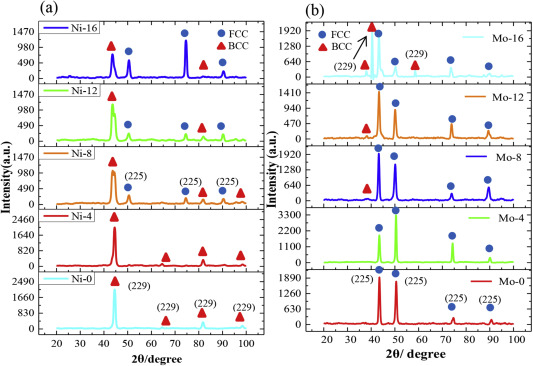 (a)
(b)
Ni-16
FCC
BCC
1470
980
490
0
Ni-12
1470
980
490
0
Ni-8
(225)
(225)
(225)
1470
980
490
0
Ni-4
2460
1640
820
0
Ni-0
(229)
(229)
(229)
(229)
2490
1660
830
0
20 30 40 50 60 70 80 90 100
2θ/degree
Intensity(a.u.)
FCC
BCC
Mo-16
(229)
(229)
1920
1280
640
0
Mo-12
1410
940
470
0
Mo-8
1920
1280
640
0
Mo-4
3300
2200
1100
0
Mo-0
(225)
(225)
(225)
(225)
1890
1260
630
0
20 30 40 50 60 70 80 90 100
2θ/ degree
Intensity(a.u.)